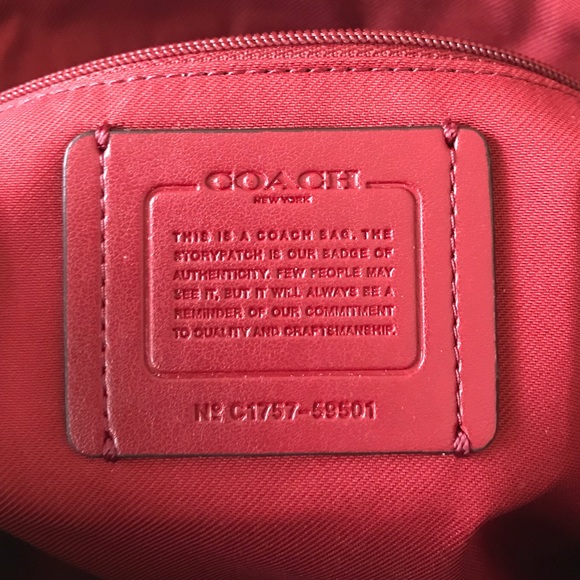 COACH
NEW YORK
THIS IS A COACH BAG. THE
STORYPATCH IS OUR BADGE OF
AUTHENTICITY. FEW PEOPLE MAY
SEE IT, BUT IT WILL ALWAYS BE A
REMINDER OF OUR COMMITMENT
TO QUALITY AND CRAFTSMANSHIP.
Nº C1757-59501